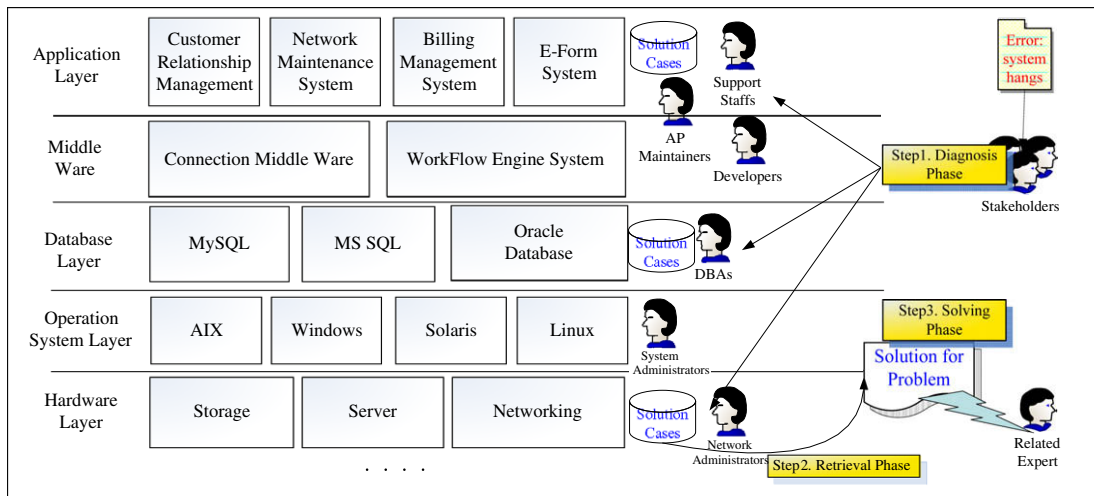 Application
Layer
Customer
Relationship
Management
Network
Maintenance
System
Billing
Management
System
E-Form
System
Solution
Cases
Support
Staffs
Error:
system
hangs
AP
Maintainers
Middle
Ware
Connection Middle Ware
WorkFlow Engine System
Developers
Step1. Diagnosis
Phase
Stakeholders
Database
Layer
MySQL
MS SQL
Oracle
Database
Solution
Cases
DBAs
Operation
System Layer
AIX
Windows
Solaris
Linux
System
Administrators
Step3. Solving
Phase
Solution for
Problem
Hardware
Layer
Storage
Server
Networking
Solution
Cases
Network
Administrators
Step2. Retrieval Phase
Related
Expert
. . . .